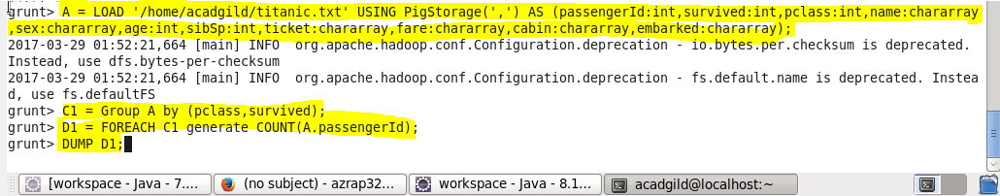 grunt> A = LOAD '/home/acadgild/titanic.txt' USING PigStorage(',') AS (passengerId:int,survived:int,pclass:int,name:chararray
,sex:chararray,age:int,sibSp:int,ticket:chararray,fare:chararray,cabin:chararray,embarked:chararray);
2017-03-29 01:52:21,664 [main] INFO  org.apache.hadoop.conf.Configuration.deprecation - io.bytes.per.checksum is deprecated.
Instead, use dfs.bytes-per-checksum
2017-03-29 01:52:21,664 [main] INFO  org.apache.hadoop.conf.Configuration.deprecation - fs.default.name is deprecated. Instea
d, use fs.defaultFS
grunt> C1 = Group A by (pclass,survived);
grunt> D1 = FOREACH C1 generate COUNT(A.passengerId);
grunt> DUMP D1;
[workspace - Java - 7....
(no subject) - azrap32...
workspace - Java - 8.1...
acadgild@localhost:~